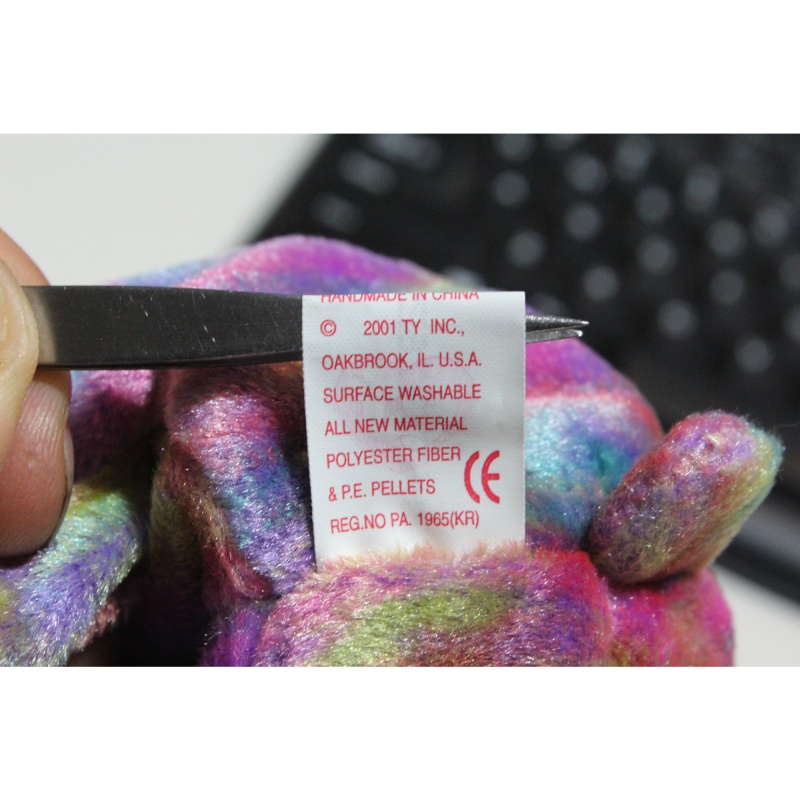 HANDMADE IN CHINA
© 2001 TY INC.,
OAKBROOK, IL. U.S.A.
SURFACE WASHABLE
ALL NEW MATERIAL
POLYESTER FIBER
& P.E. PELLETS
CE
REG.NO PA. 1965(KR)